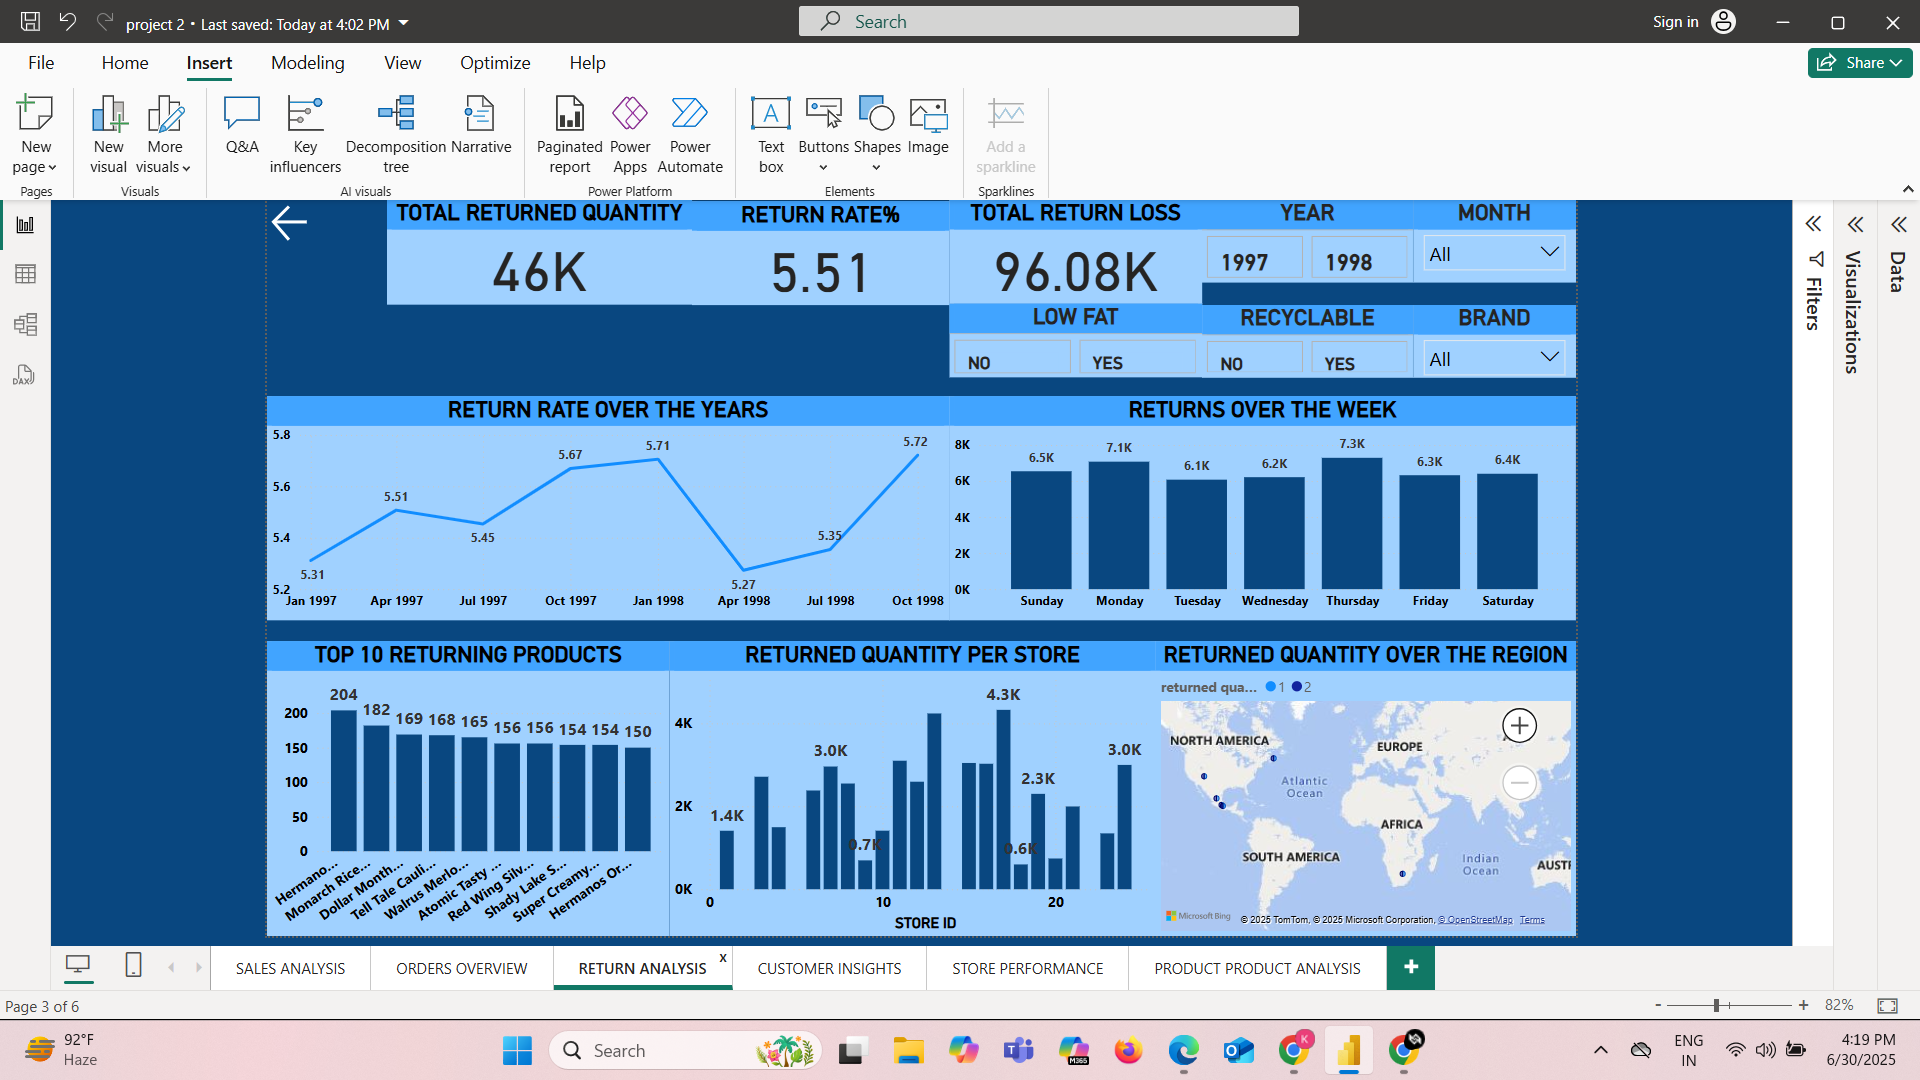 project 2 • Last saved: Today at 4:02 PM
Search
Sign in
File Home Insert Modeling View Optimize Help
Share
New page
New visual
More visuals
Q&A
Key influencers
Decomposition tree
Narrative
Paginated report
Power Apps
Power Automate
Text box
Buttons
Shapes
Image
Add a sparkline
Pages
Visuals
AI visuals
Power Platform
Elements
Sparklines
TOTAL RETURNED QUANTITY
46K
RETURN RATE%
5.51
TOTAL RETURN LOSS
96.08K
YEAR
1997 1998
MONTH
All
LOW FAT
NO YES
RECYCLABLE
NO YES
BRAND
All
Filters
Visualizations
Data
DAX
RETURN RATE OVER THE YEARS
5.8
5.6
5.4
5.2
5.31
5.51
5.45
5.67
5.71
5.27
5.35
5.72
Jan 1997 Apr 1997 Jul 1997 Oct 1997 Jan 1998 Apr 1998 Jul 1998 Oct 1998
RETURNS OVER THE WEEK
8K
6K
4K
2K
0K
6.5K 7.1K 6.1K 6.2K 7.3K 6.3K 6.4K
Sunday Monday Tuesday Wednesday Thursday Friday Saturday
TOP 10 RETURNING PRODUCTS
200
150
100
50
0
204 182 169 168 165 156 156 154 154 150
Hermano...
Monarch Rice...
Dollar Month...
Tell Tale Cauli...
Walrus Merlo...
Atomic Tasty ...
Red Wing Silv...
Shady Lake S...
Super Creamy...
Hermanos Or...
RETURNED QUANTITY PER STORE
4K
2K
0K
1.4K
3.0K
0.7K
4.3K
0.6K
2.3K
3.0K
0 10 20
STORE ID
RETURNED QUANTITY OVER THE REGION
returned qua... 1 2
NORTH AMERICA
EUROPE
Atlantic Ocean
AFRICA
SOUTH AMERICA
Indian Ocean
AUSTR
Microsoft Bing
© 2025 TomTom, © 2025 Microsoft Corporation, © OpenStreetMap Terms
SALES ANALYSIS
ORDERS OVERVIEW
RETURN ANALYSIS x
CUSTOMER INSIGHTS
STORE PERFORMANCE
PRODUCT PRODUCT ANALYSIS
+
Page 3 of 6
- + 82%
92°F
Haze
Search
M365
K
ENG
IN
4:19 PM
6/30/2025